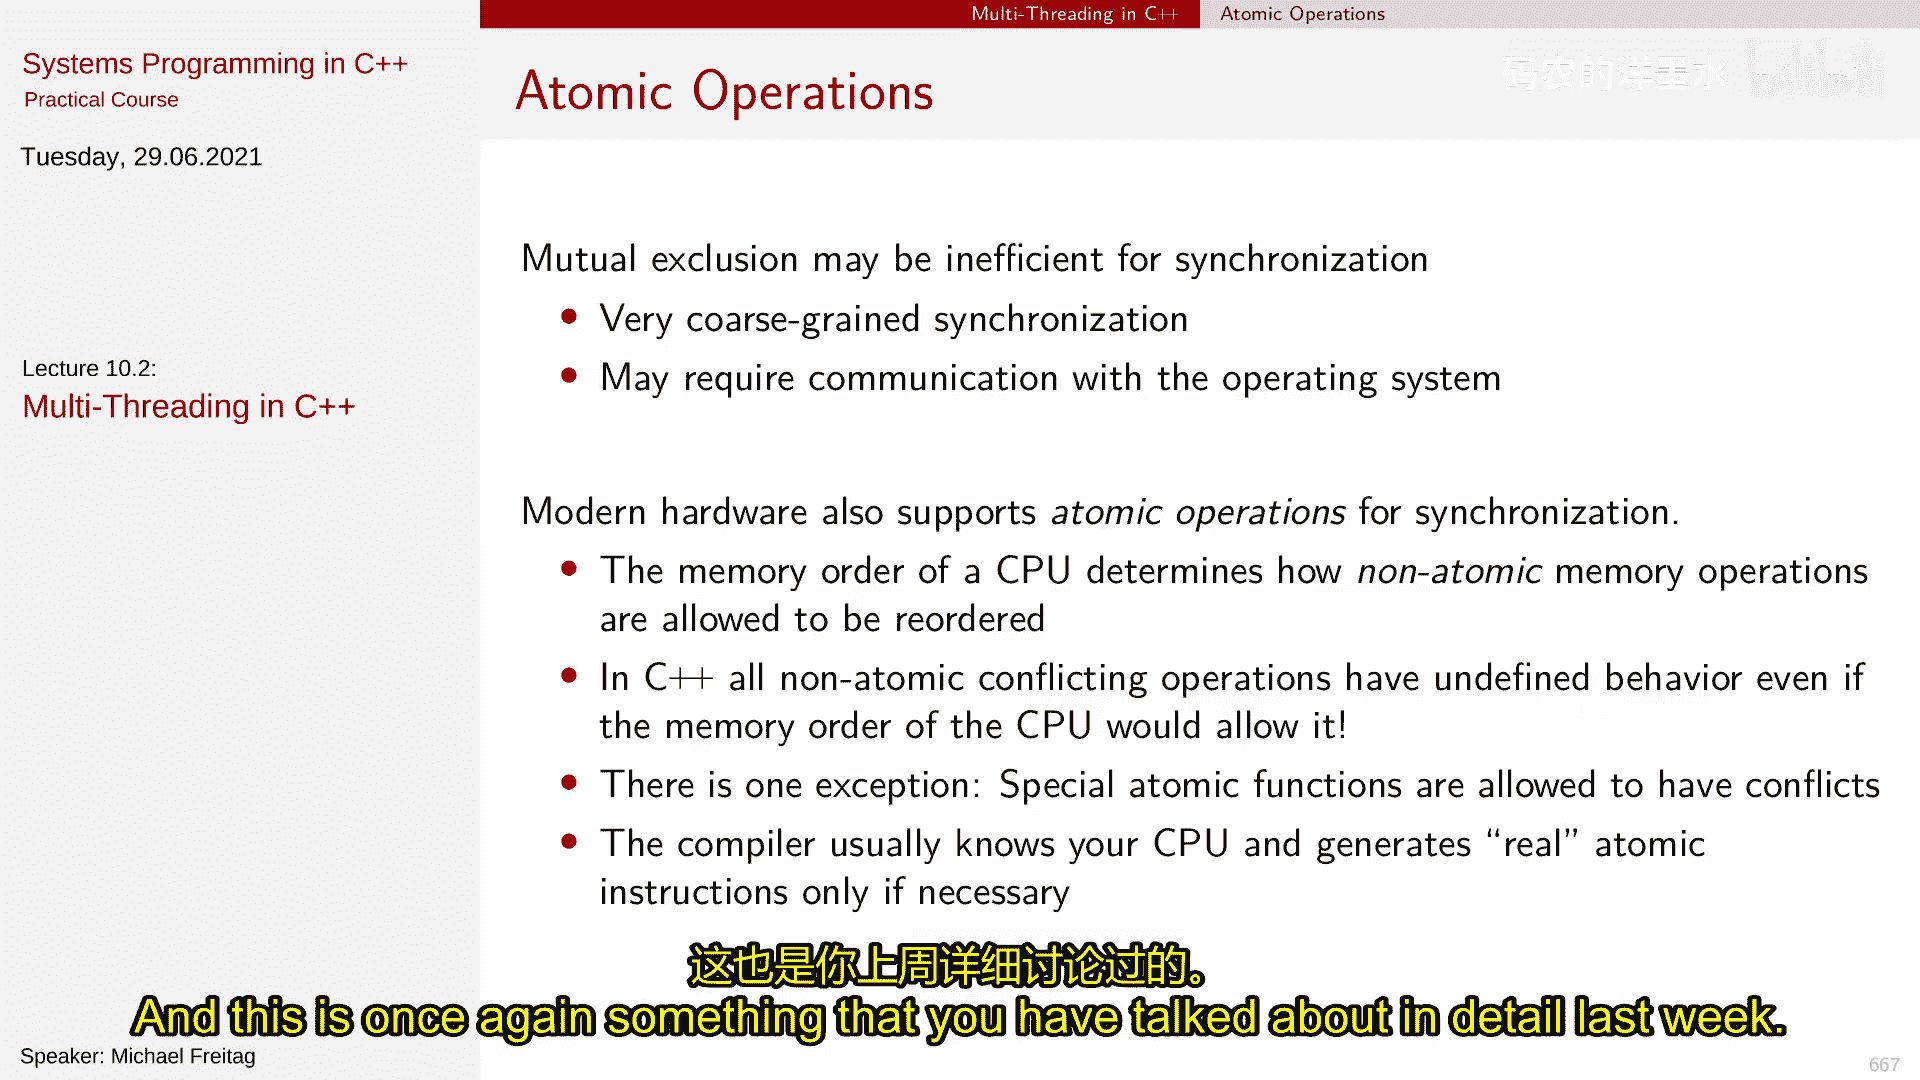 Multi-Threading in C++
Atomic Operations
Systems Programming in C++
Practical Course
Tuesday, 29.06.2021
Lecture 10.2:
Multi-Threading in C++
Atomic Operations
码农的洋墨水 bilibili
Mutual exclusion may be inefficient for synchronization
• Very coarse-grained synchronization
• May require communication with the operating system
Modern hardware also supports atomic operations for synchronization.
• The memory order of a CPU determines how non-atomic memory operations
are allowed to be reordered
• In C++ all non-atomic conflicting operations have undefined behavior even if
the memory order of the CPU would allow it!
• There is one exception: Special atomic functions are allowed to have conflicts
• The compiler usually knows your CPU and generates “real” atomic
instructions only if necessary
这也是你上周详细讨论过的。
And this is once again something that you have talked about in detail last week.
Speaker: Michael Freitag
667